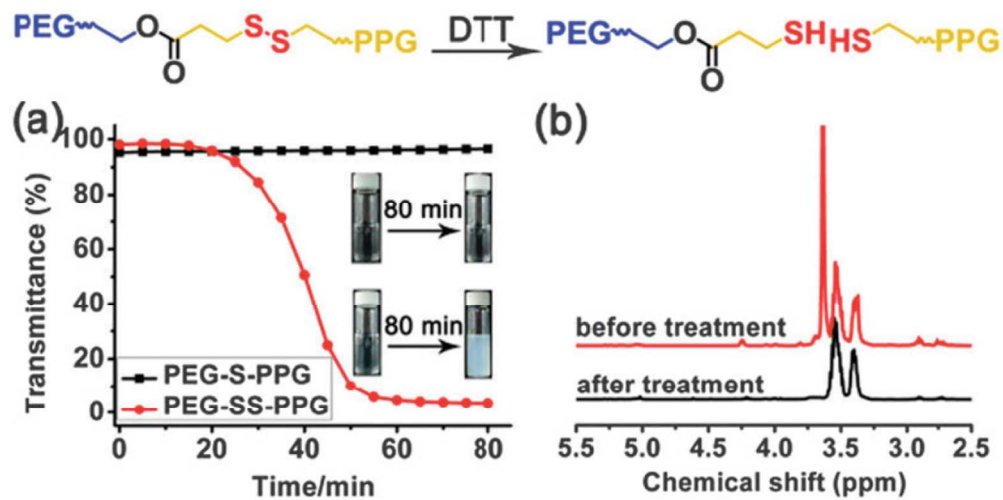 PEG O S S PPG DTT PEG O SH HS PPG
O O
(a) (b)
100
80
60
40
20
0
Transmittance (%)
80 min
80 min
PEG-S-PPG
PEG-SS-PPG
0 20 40 60 80
Time/min
before treatment
after treatment
5.5 5.0 4.5 4.0 3.5 3.0 2.5
Chemical shift (ppm)